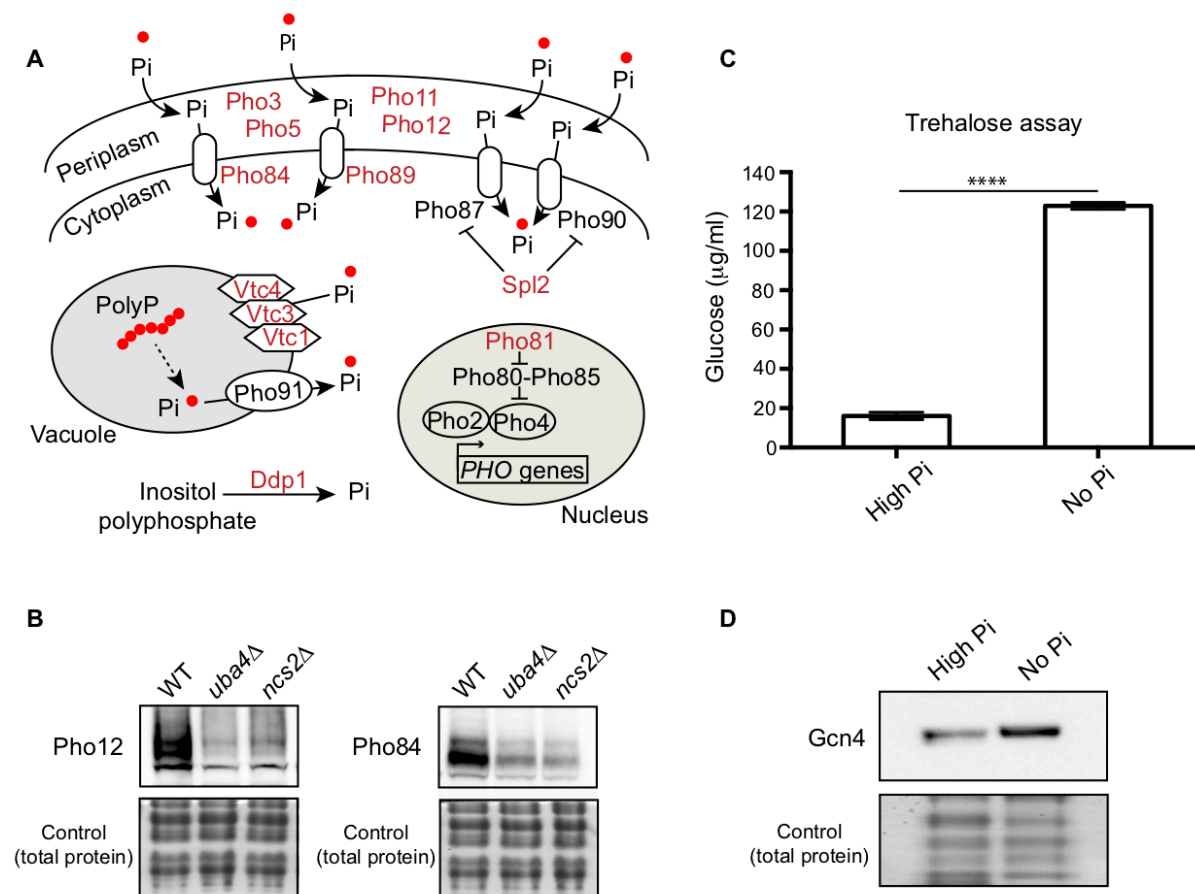 A
Pi
Pi
Pi
Pi
Pi
Pi
Pi
Pi
Pho3
Pho5
Pho11
Pho12
Periplasm
Cytoplasm
Pho84
Pho89
Pho87
Pho90
Pi
Pi
Pi
Spl2
PolyP
Vtc4
Vtc3
Vtc1
Pi
Pi
Pho91
Pi
Vacuole
Inositol
polyphosphate
Ddp1
Pi
Pho81
Pho80-Pho85
Pho2
Pho4
PHO genes
Nucleus
B
WT
uba4Δ
ncs2Δ
Pho12
Control
(total protein)
WT
uba4Δ
ncs2Δ
Pho84
Control
(total protein)
C
Trehalose assay
****
Glucose (µg/ml)
140
120
100
80
60
40
20
0
High Pi
No Pi
D
High Pi
No Pi
Gcn4
Control
(total protein)